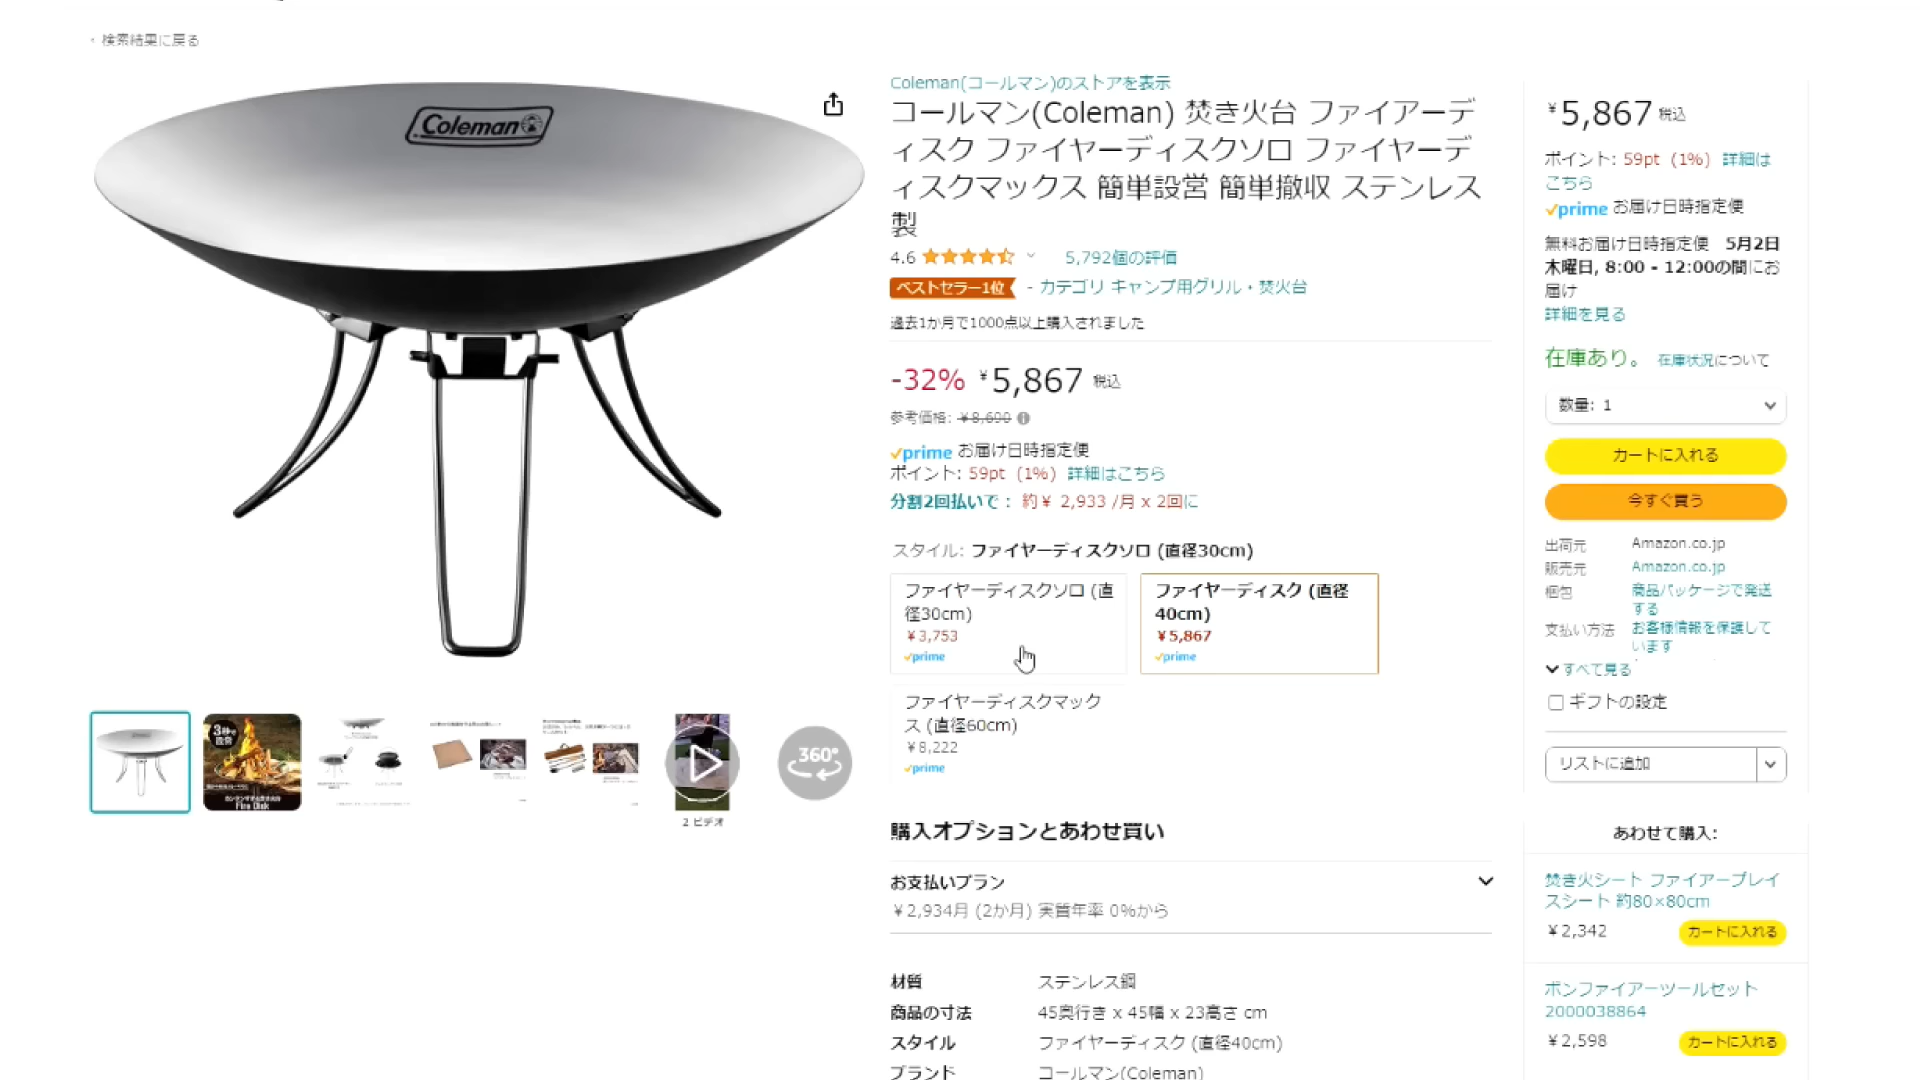 ‹ 検索結果に戻る
Coleman
3秒で
設営
Fire Disk
2 ビデオ
360°
Coleman(コールマン)のストアを表示
コールマン(Coleman) 焚き火台 ファイアーデ
ィスク ファイヤーディスクソロ ファイヤーデ
ィスクマックス 簡単設営 簡単撤収 ステンレス
製
4.6 5,792個の評価
ベストセラー1位 - カテゴリ キャンプ用グリル・焚火台
過去1か月で1000点以上購入されました
-32% ¥5,867 税込
参考価格: ¥8,690
prime お届け日時指定便
ポイント: 59pt (1%) 詳細はこちら
分割2回払いで： 約¥ 2,933 /月 x 2回に
スタイル: ファイヤーディスクソロ (直径30cm)
ファイヤーディスクソロ (直
径30cm)
¥3,753
prime
ファイヤーディスク (直径
40cm)
¥5,867
prime
ファイヤーディスクマック
ス (直径60cm)
¥8,222
prime
購入オプションとあわせ買い
お支払いプラン
¥2,934月 (2か月) 実質年率 0%から
材質 ステンレス鋼
商品の寸法 45奥行き x 45幅 x 23高さ cm
スタイル ファイヤーディスク (直径40cm)
ブランド コールマン(Coleman)
¥5,867 税込
ポイント: 59pt (1%) 詳細は
こちら
prime お届け日時指定便
無料お届け日時指定便 5月2日
木曜日, 8:00 - 12:00の間にお
届け
詳細を見る
在庫あり。 在庫状況について
数量: 1
カートに入れる
今すぐ買う
出荷元 Amazon.co.jp
販売元 Amazon.co.jp
梱包 商品パッケージで発送
する
支払い方法 お客様情報を保護して
います
すべて見る
ギフトの設定
リストに追加
あわせて購入:
焚き火シート ファイアープレイ
スシート 約80×80cm
¥2,342 カートに入れる
ボンファイアーツールセット
2000038864
¥2,598 カートに入れる